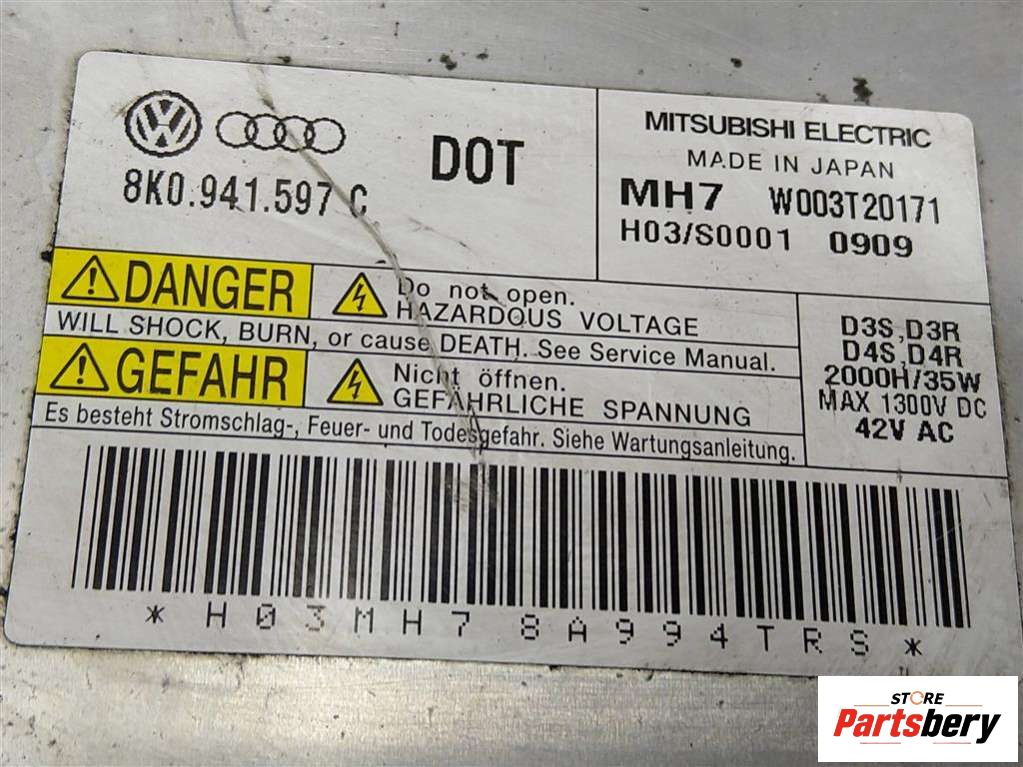 8K0.941.597 C
DOT
MITSUBISHI ELECTRIC
MADE IN JAPAN
MH7 W003T20171
H03/S0001 0909
DANGER
Do not open.
HAZARDOUS VOLTAGE
WILL SHOCK, BURN, or cause DEATH. See Service Manual.
GEFAHR
Nicht öffnen.
GEFÄHRLICHE SPANNUNG
Es besteht Stromschlag-, Feuer- und Todesgefahr. Siehe Wartungsanleitung.
D3S,D3R
D4S,D4R
2000H/35W
MAX 1300V DC
42V AC
*H03MH78A994TRS*
STORE
Partsbery